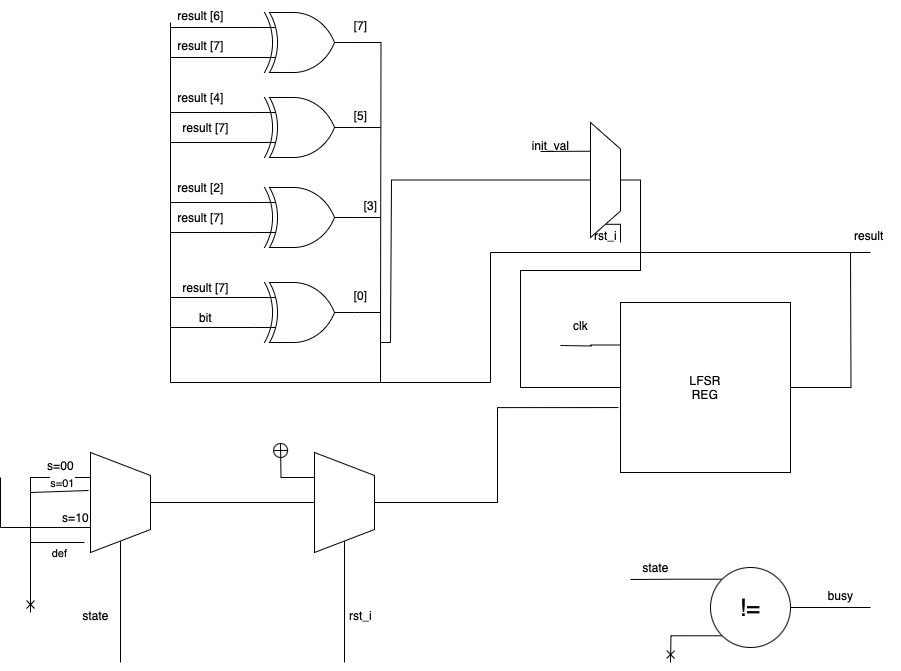 result [6]
[7]
result [7]
result [4]
[5]
result [7]
result [2]
[3]
result [7]
result [7]
[0]
bit
init_val
rst_i
result
clk
LFSR
REG
s=00
s=01
s=10
def
state
rst_i
state
!=
busy